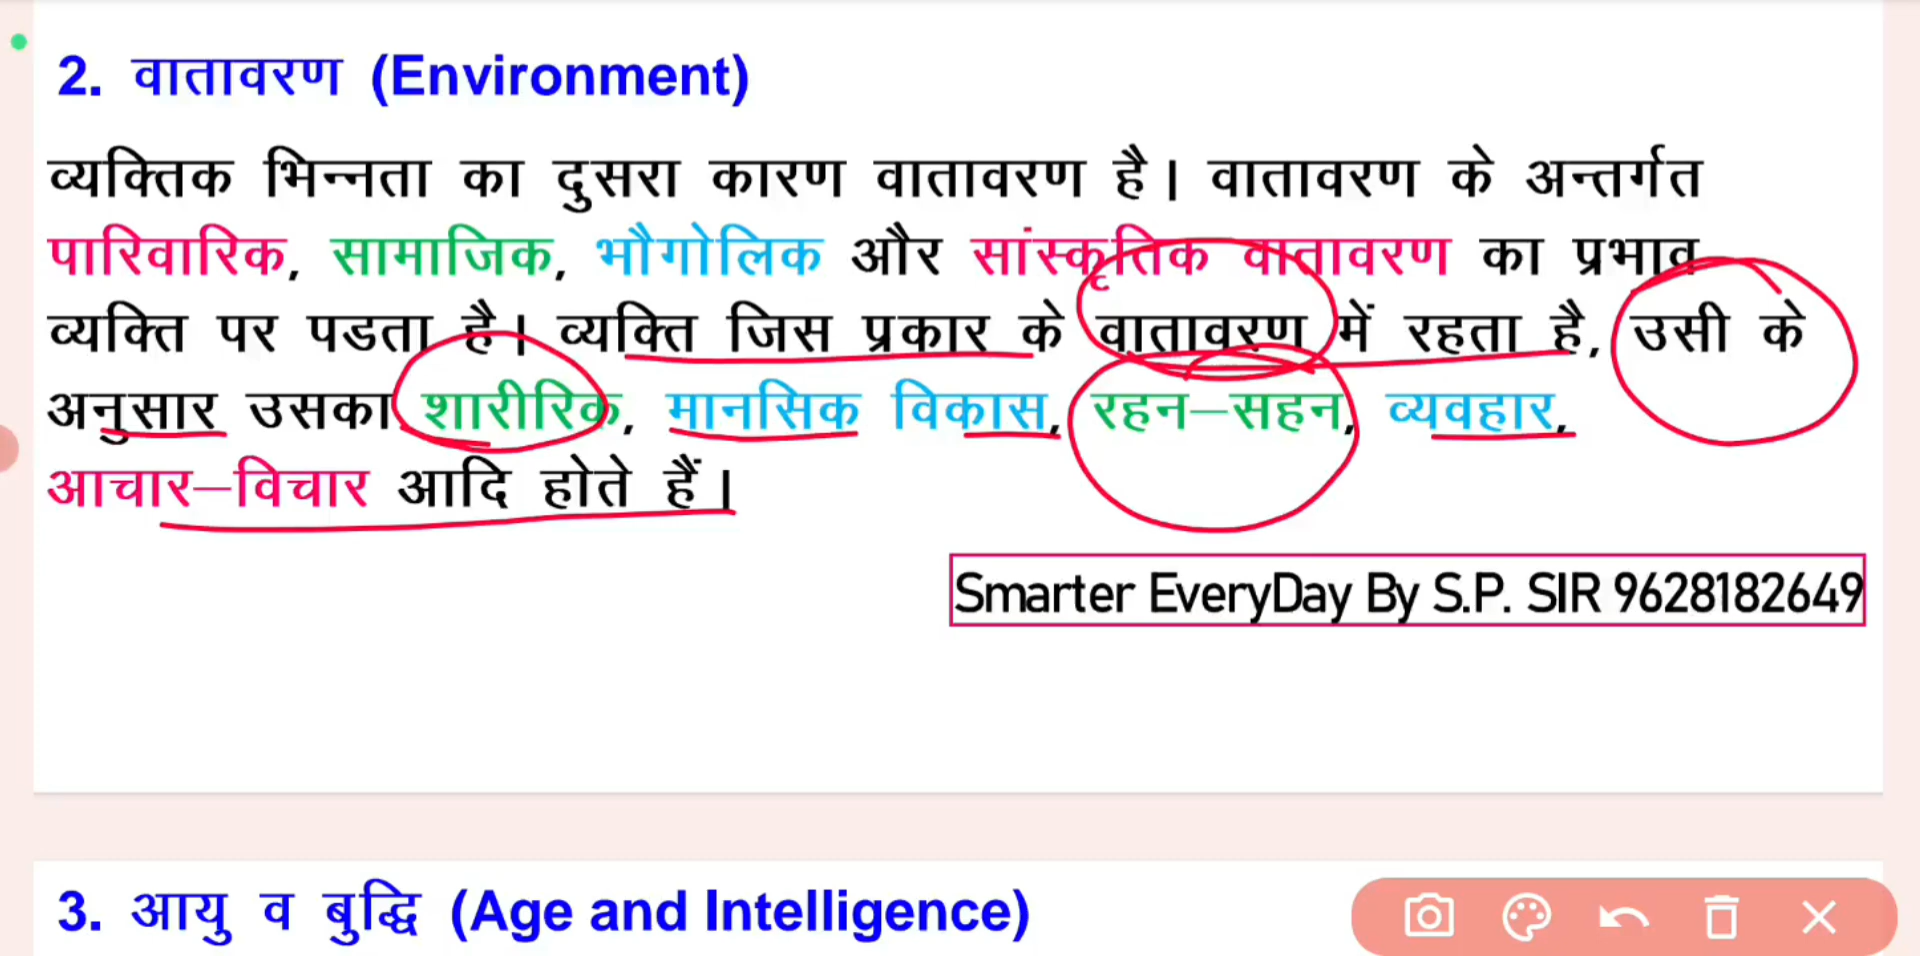 2. वातावरण (Environment)
व्यक्तिक भिन्नता का दुसरा कारण वातावरण है। वातावरण के अन्तर्गत
पारिवारिक, सामाजिक, भौगोलिक और सांस्कृतिक वातावरण का प्रभाव
व्यक्ति पर पडता है। व्यक्ति जिस प्रकार के वातावरण में रहता है, उसी के
अनुसार उसका शारीरिक, मानसिक विकास, रहन–सहन, व्यवहार,
आचार–विचार आदि होते हैं।
Smarter EveryDay By S.P. SIR 9628182649
3. आयु व बुद्धि (Age and Intelligence)